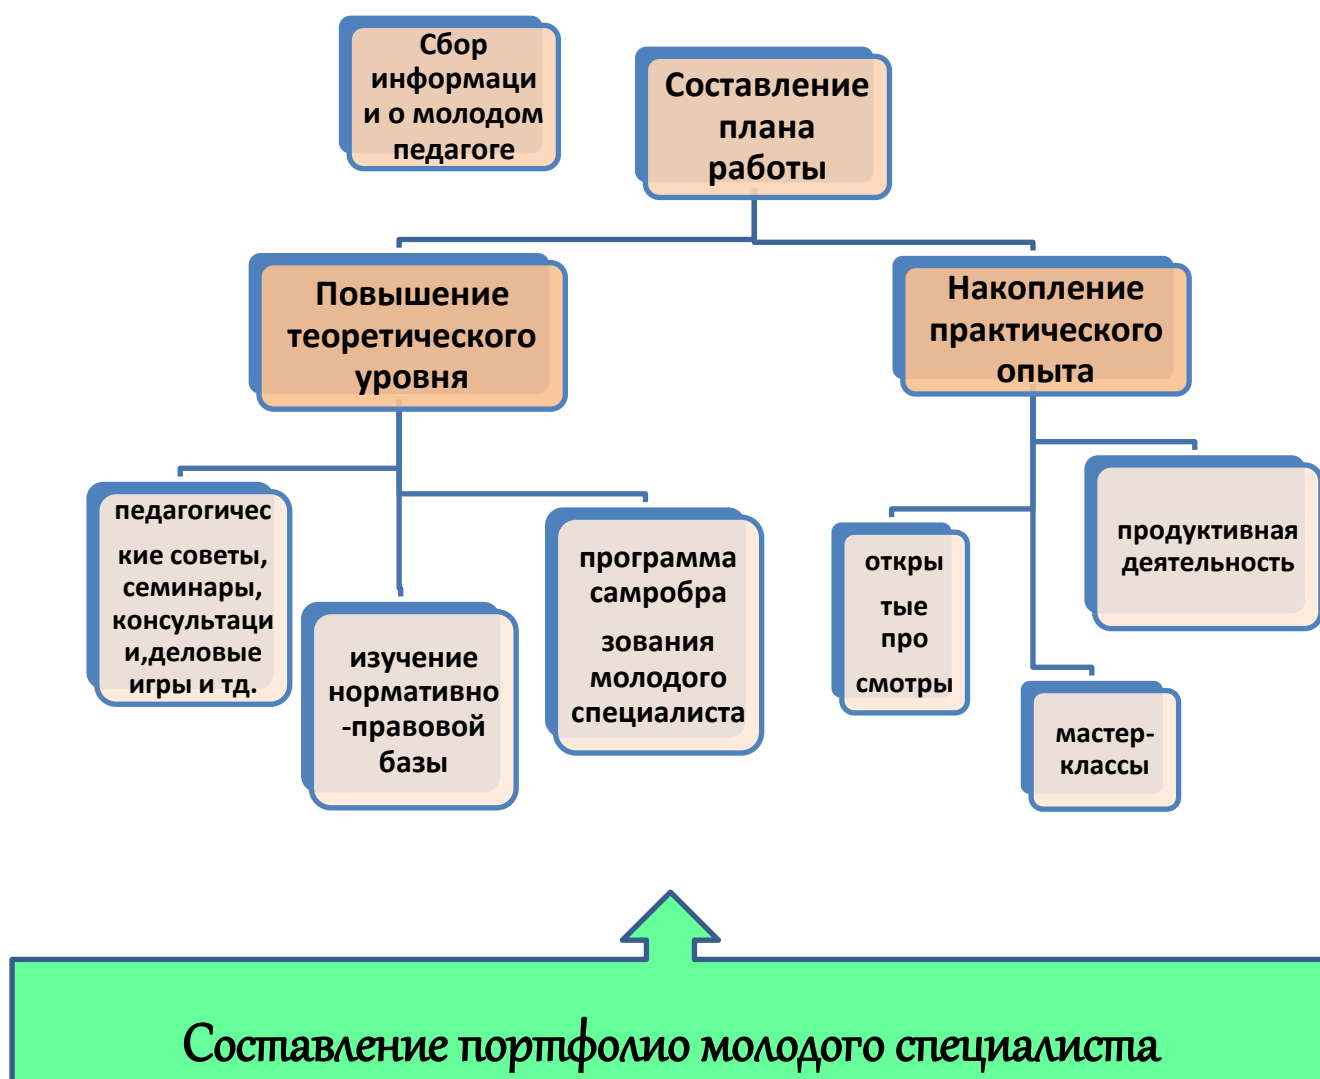 Сбор
информаци
и о молодом
педагоге
Составление
плана
работы
Повышение
теоретического
уровня
Накопление
практического
опыта
педагогичес
кие советы,
семинары,
консультаци
и,деловые
игры и тд.
изучение
нормативно
-правовой
базы
программа
самробра
зования
молодого
специалиста
откры
тые
про
смотры
мастер-
классы
продуктивная
деятельность
Составление портфолио молодого специалиста